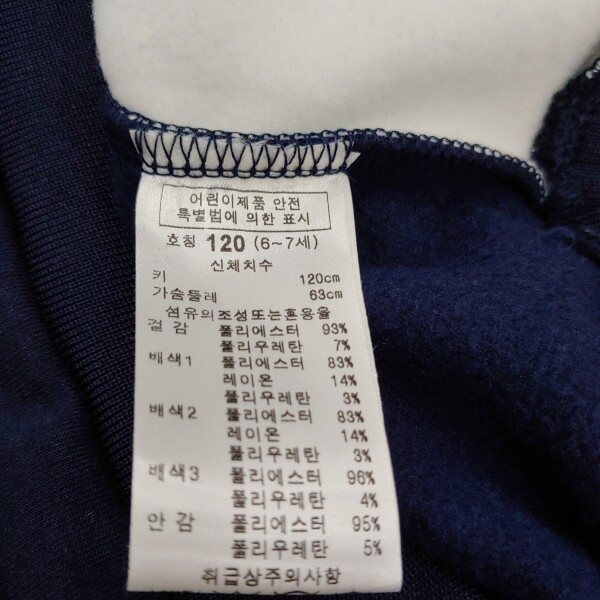 어린이제품 안전
특별법에 의한 표시
호칭 120 (6~7세)
신체치수
키 120cm
가슴둘레 63cm
섬유의조성또는혼용율
겉 감 폴리에스터 93%
폴리우레탄 7%
배색1 폴리에스터 83%
레이온 14%
폴리우레탄 3%
배색2 폴리에스터 83%
레이온 14%
폴리우레탄 3%
배색3 폴리에스터 96%
폴리우레탄 4%
안 감 폴리에스터 95%
폴리우레탄 5%
취급상주의사항